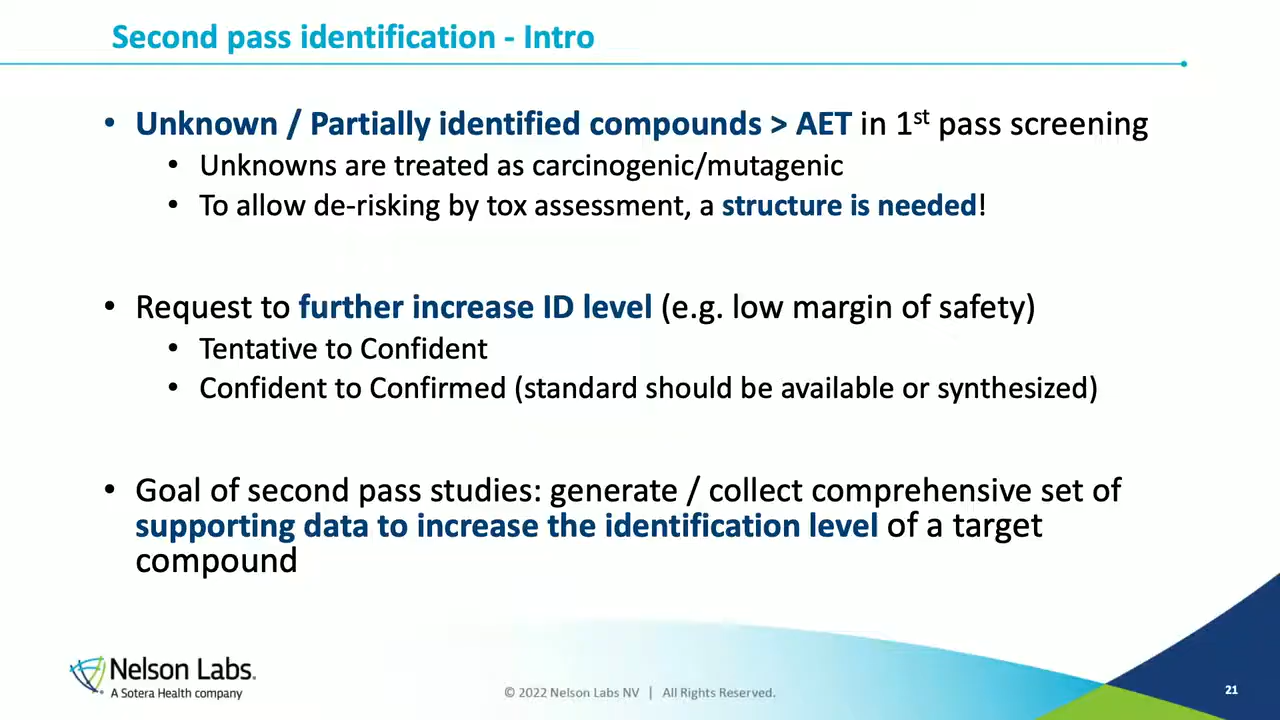 Second pass identification - Intro
• Unknown / Partially identified compounds > AET in 1st pass screening
• Unknowns are treated as carcinogenic/mutagenic
• To allow de-risking by tox assessment, a structure is needed!
• Request to further increase ID level (e.g. low margin of safety)
• Tentative to Confident
• Confident to Confirmed (standard should be available or synthesized)
• Goal of second pass studies: generate / collect comprehensive set of
supporting data to increase the identification level of a target
compound
Nelson Labs.
A Sotera Health company
© 2022 Nelson Labs NV | All Rights Reserved.
21